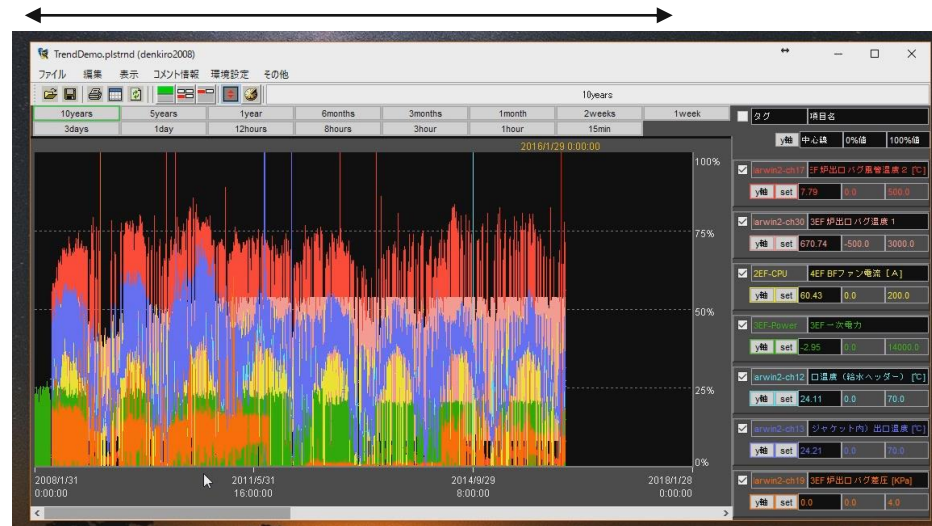 TrendDemo.plstrnd (denkiro2008)
ファイル 編集 表示 コメント情報 環境設定 その他
10years
10years 5years 1year 6months 3months 1month 2weeks 1week
3days 1day 12hours 8hours 3hour 1hour 15min
2016/1/29 0:00:00
100%
75%
50%
25%
0%
2008/1/31 2011/5/31 2014/9/29 2018/1/28
0:00:00 16:00:00 8:00:00 0:00:00
タグ 項目名
y軸 中心線 0%値 100%値
arwin2-ch17 EF炉出口バグ風管温度2 [℃]
y軸 set 7.79 0.0 500.0
arwin2-ch30 3EF炉出口バグ温度1
y軸 set 670.74 -500.0 3000.0
2EF-CPU 4EF BFファン電流 [A]
y軸 set 60.43 0.0 200.0
3EF-Power 3EF一次電力
y軸 set -2.95 0.0 14000.0
arwin2-ch12 口温度(給水ヘッダー) [℃]
y軸 set 24.11 0.0 70.0
arwin2-ch13 ジャケット内)出口温度 [℃]
y軸 set 24.21 0.0 70.0
arwin2-ch19 3EF炉出口バグ差圧 [KPa]
y軸 set 0.0 0.0 4.0